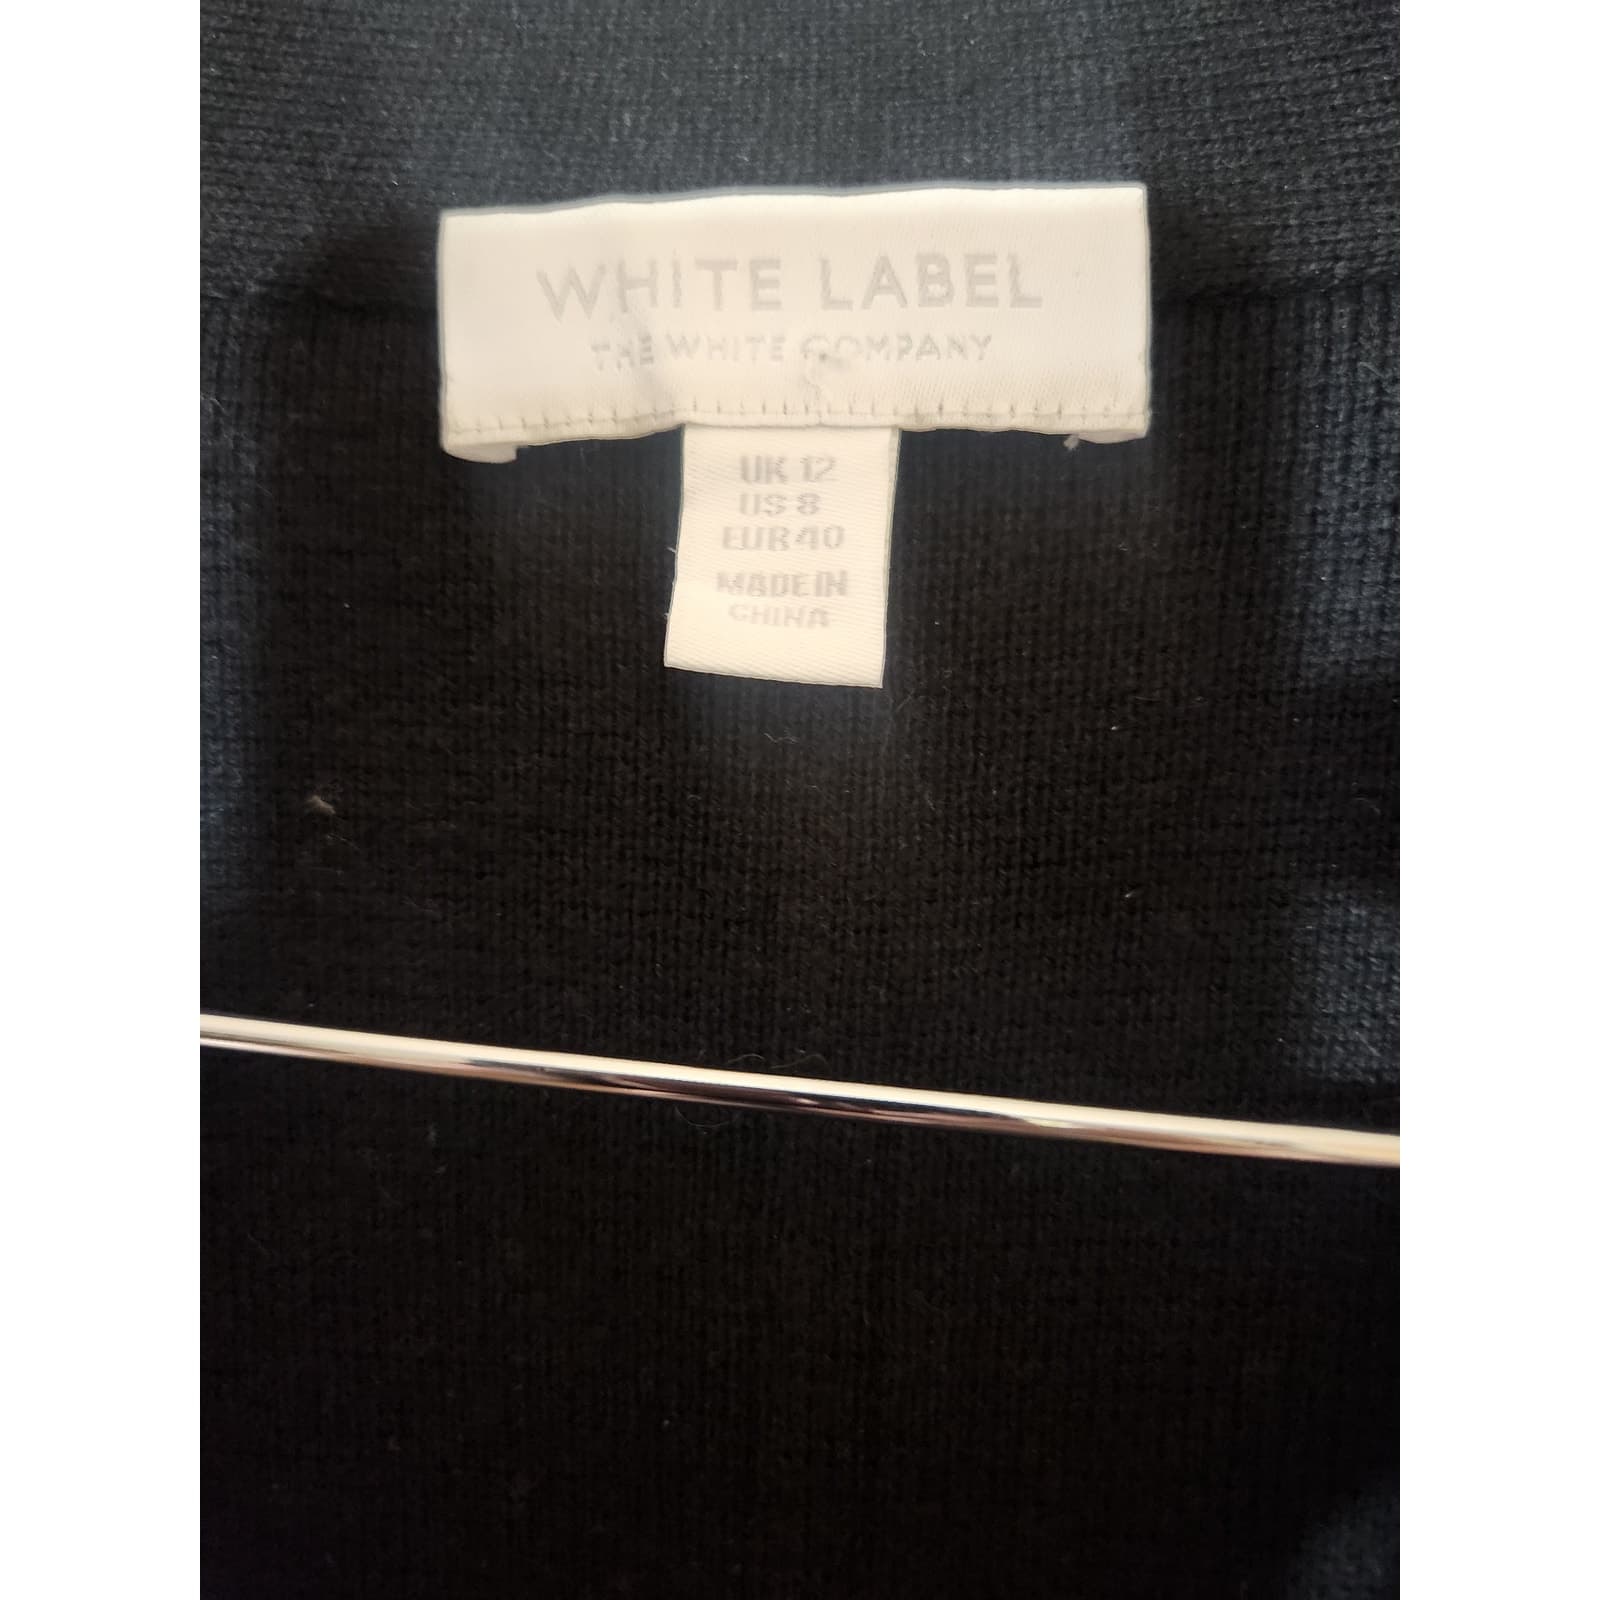 WHITE LABEL
THE WHITE COMPANY
UK 12
US 8
EUR 40
MADE IN
CHINA